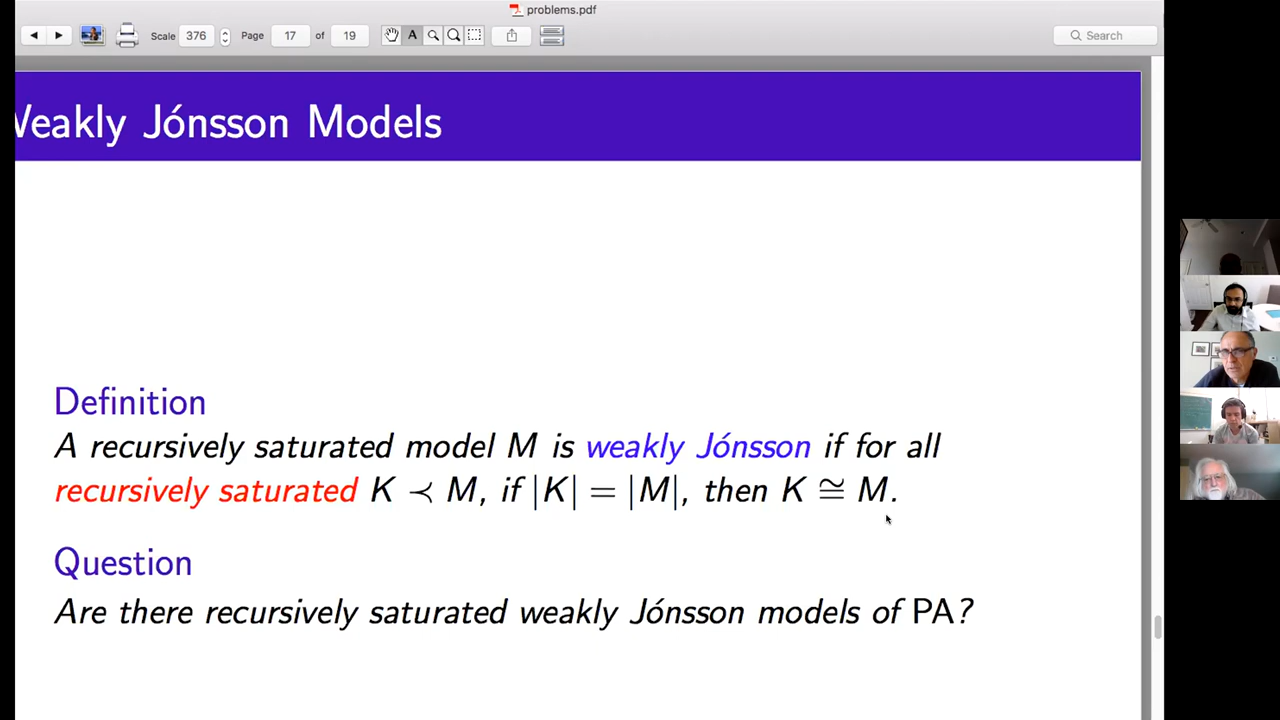 problems.pdf
Scale 376 Page 17 of 19 A Search
Weakly Jónsson Models
Definition
A recursively saturated model M is weakly Jónsson if for all
recursively saturated K ≺ M, if |K| = |M|, then K ≅ M.
Question
Are there recursively saturated weakly Jónsson models of PA?